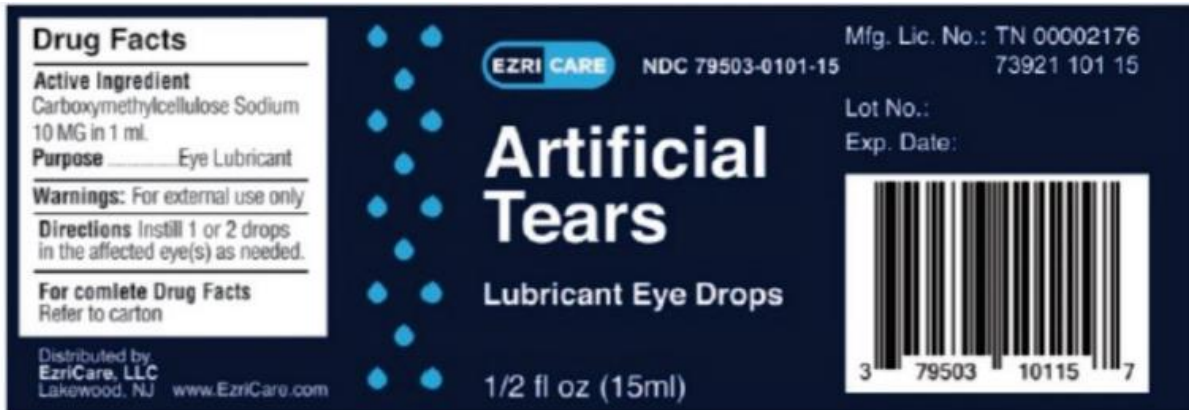 Drug Facts
Active Ingredient
Carboxymethylcellulose Sodium
10 MG in 1 ml.
Purpose ............ Eye Lubricant
Warnings: For external use only
Directions Instill 1 or 2 drops
in the affected eye(s) as needed.
For comlete Drug Facts
Refer to carton
Distributed by
EzriCare, LLC
Lakewood, NJ www.EzriCare.com
EZRI CARE NDC 79503-0101-15
Artificial
Tears
Lubricant Eye Drops
1/2 fl oz (15ml)
Mfg. Lic. No.: TN 00002176
73921 101 15
Lot No.:
Exp. Date:
3 79503 10115 7